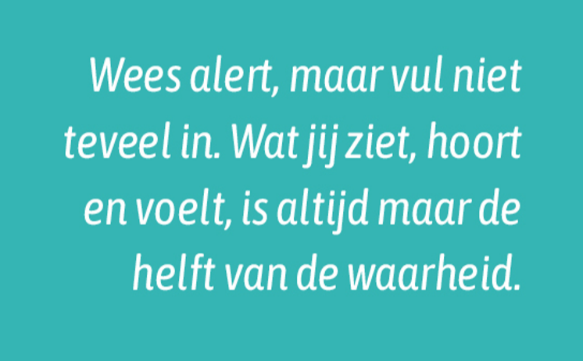 Wees alert, maar vul niet
teveel in. Wat jij ziet, hoort
en voelt, is altijd maar de
helft van de waarheid.